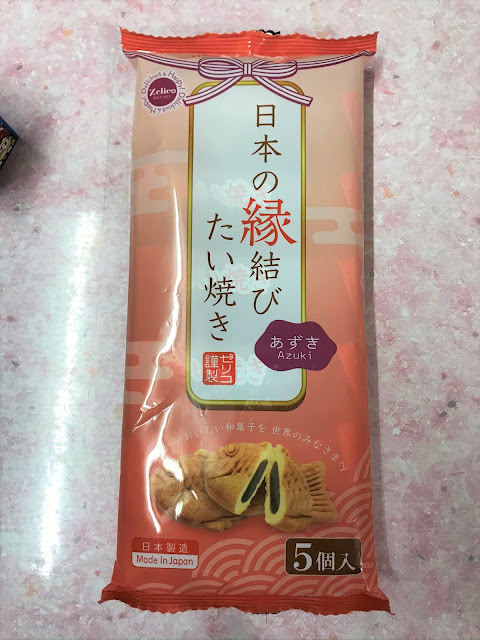 Delicious & Happy!
Zelico
日本の
縁結び
たい焼き
あずき
Azuki
ゼリコ
謹製
おいしい和菓子を 世界のみなさまへ
日本製造
Made In Japan
5個入